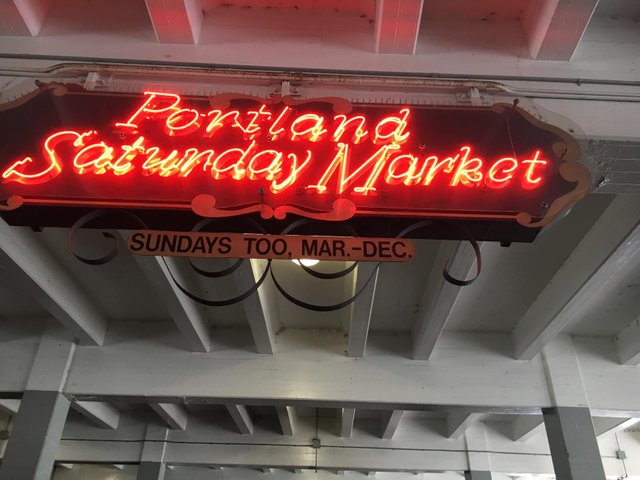 Portland
Saturday Market
SUNDAYS TOO, MAR.-DEC.